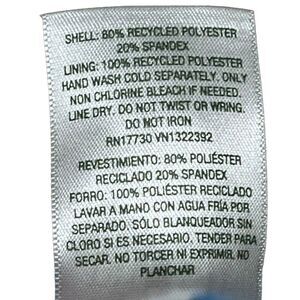 SHELL: 80% RECYCLED POLYESTER
20% SPANDEX
LINING: 100% RECYCLED POLYESTER
HAND WASH COLD SEPARATELY. ONLY
NON CHLORINE BLEACH IF NEEDED.
LINE DRY. DO NOT TWIST OR WRING.
DO NOT IRON
RN17730 VN1322392
REVESTIMIENTO: 80% POLIÉSTER
RECICLADO 20% SPANDEX
FORRO: 100% POLIÉSTER RECICLADO
LAVAR A MANO CON AGUA FRÍA POR
SEPARADO. SÓLO BLANQUEADOR SIN
CLORO SI ES NECESARIO. TENDER PARA
SECAR. NO TORCER NI EXPRIMIR. NO
PLANCHAR